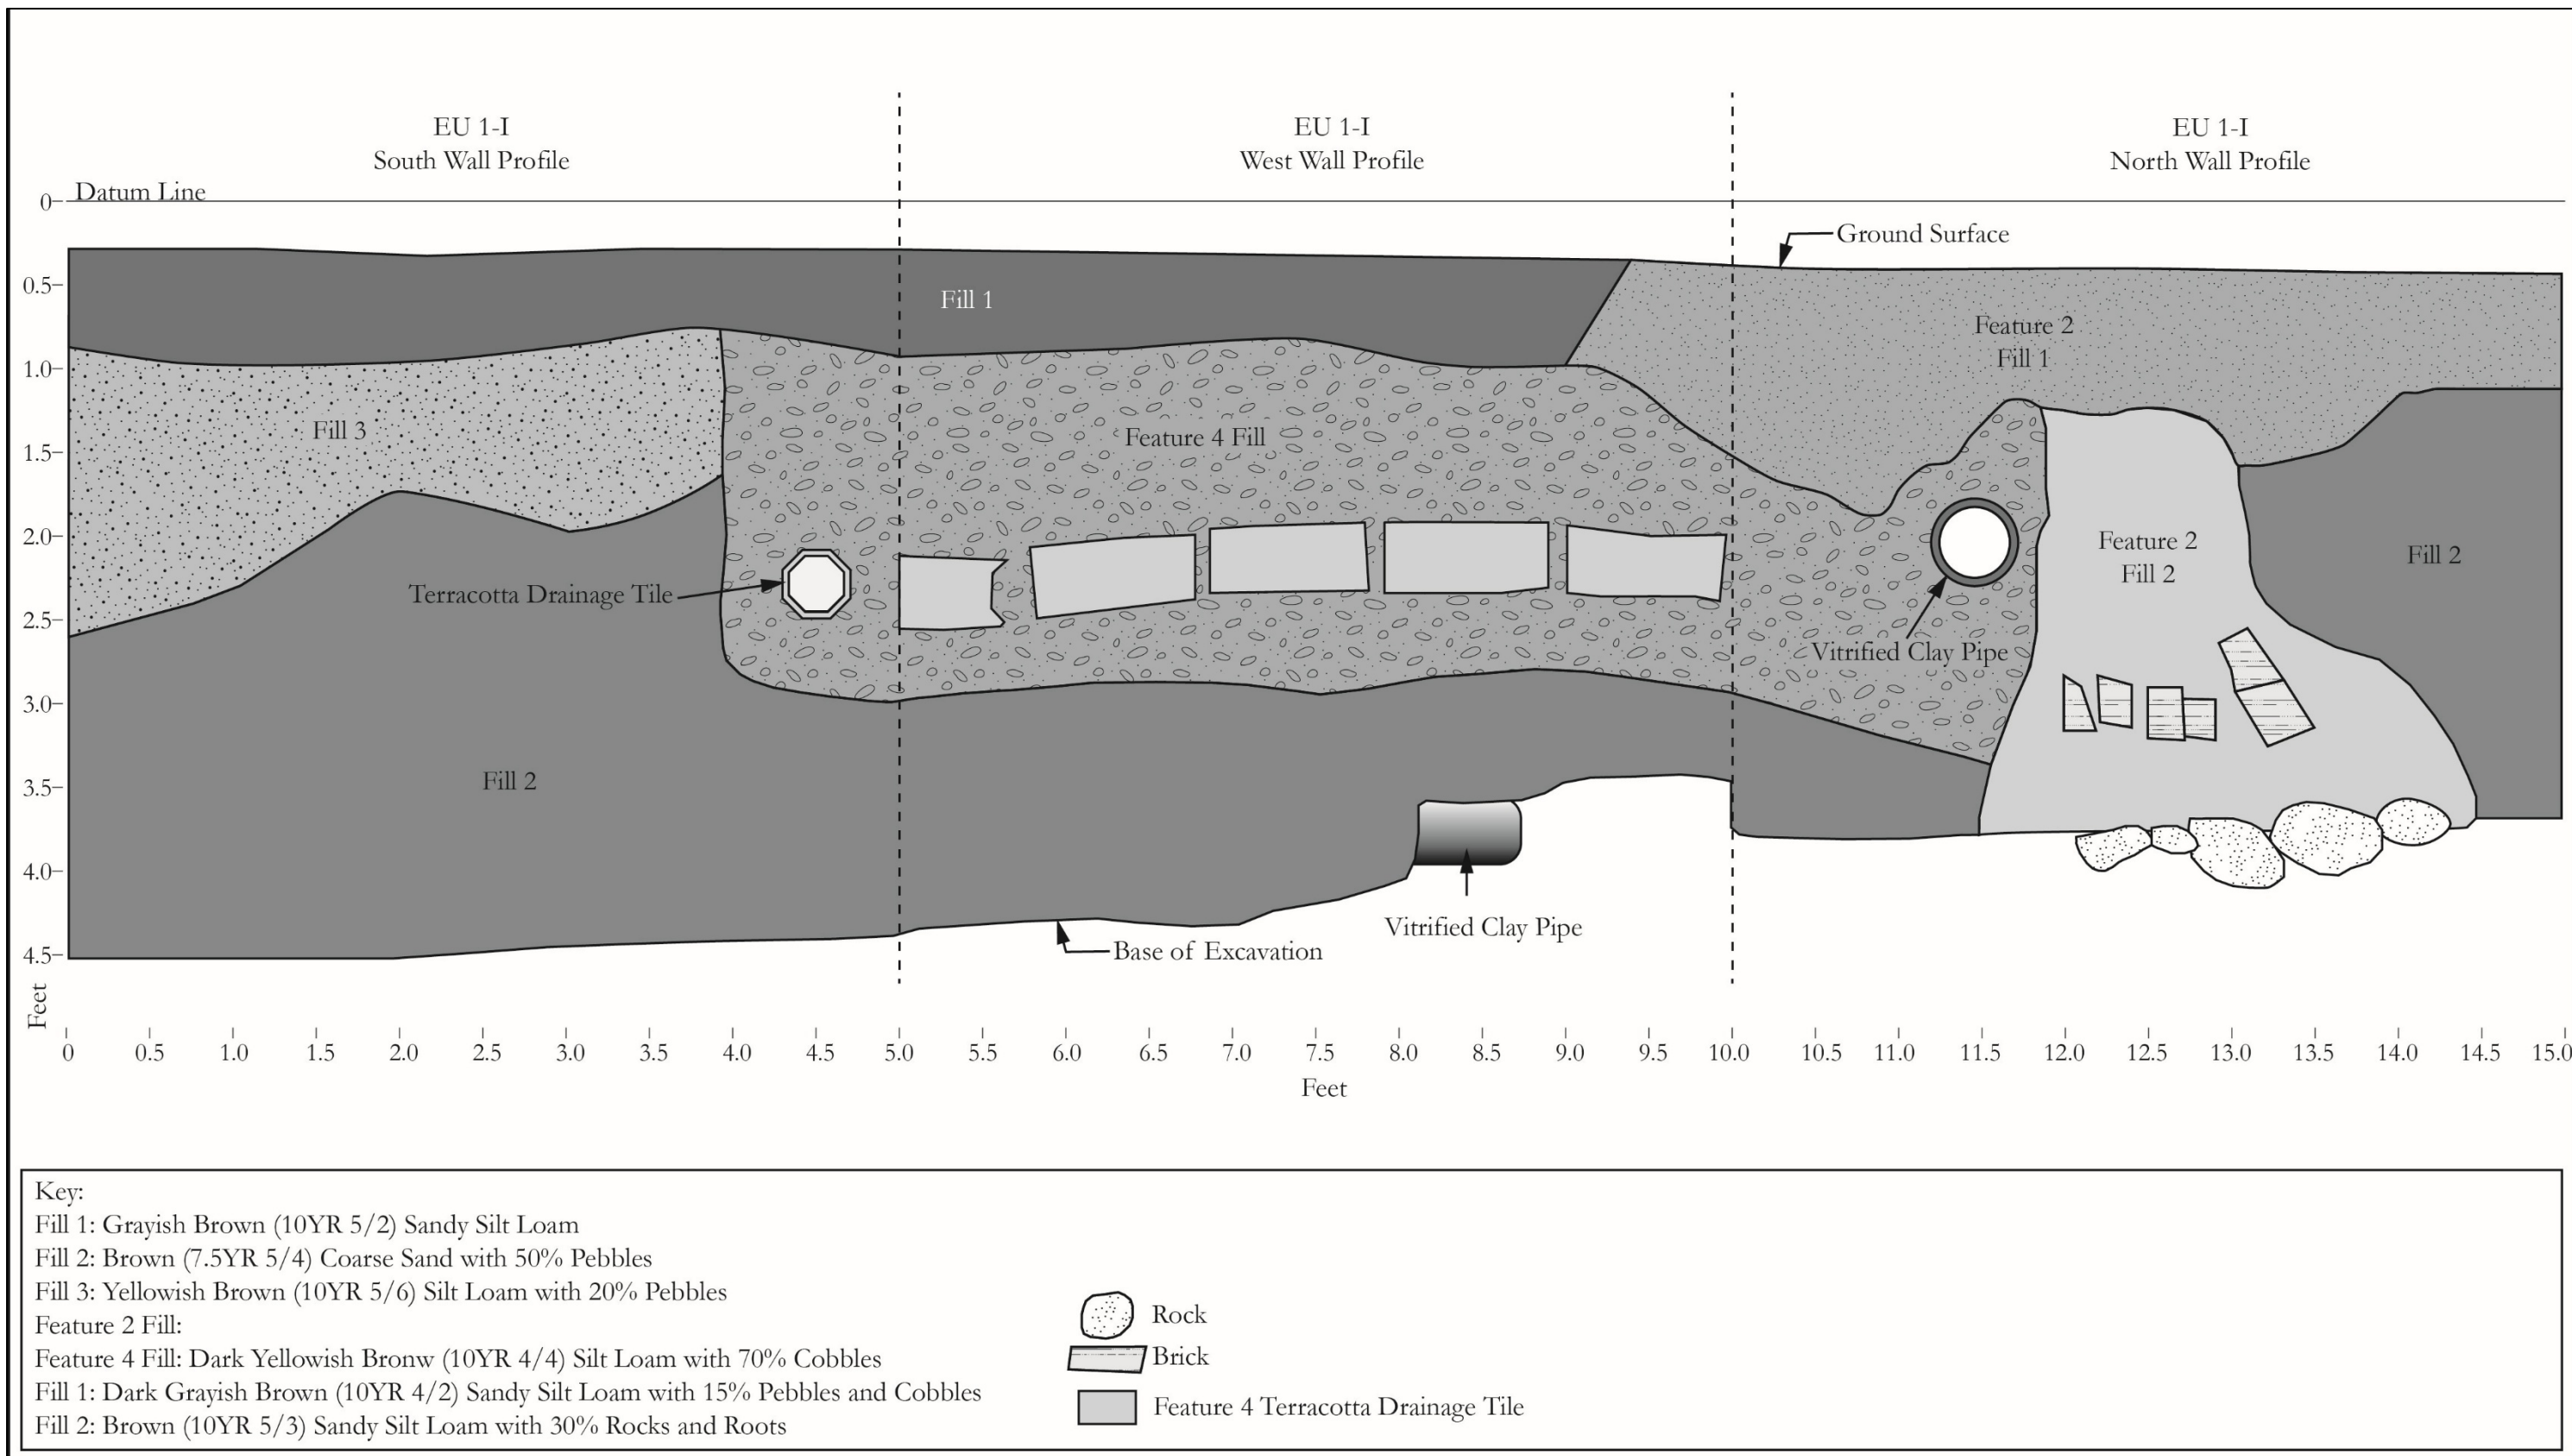 EU 1-I
South Wall Profile
EU 1-I
West Wall Profile
EU 1-I
North Wall Profile
Datum Line
Ground Surface
0
0.5
1.0
1.5
2.0
2.5
3.0
3.5
4.0
4.5
Feet
Fill 1
Feature 2
Fill 1
Fill 3
Feature 4 Fill
Feature 2
Fill 2
Fill 2
Terracotta Drainage Tile
Vitrified Clay Pipe
Fill 2
Vitrified Clay Pipe
Base of Excavation
0 0.5 1.0 1.5 2.0 2.5 3.0 3.5 4.0 4.5 5.0 5.5 6.0 6.5 7.0 7.5 8.0 8.5 9.0 9.5 10.0 10.5 11.0 11.5 12.0 12.5 13.0 13.5 14.0 14.5 15.0
Feet
Key:
Fill 1: Grayish Brown (10YR 5/2) Sandy Silt Loam
Fill 2: Brown (7.5YR 5/4) Coarse Sand with 50% Pebbles
Fill 3: Yellowish Brown (10YR 5/6) Silt Loam with 20% Pebbles
Feature 2 Fill:
Feature 4 Fill: Dark Yellowish Bronw (10YR 4/4) Silt Loam with 70% Cobbles
Fill 1: Dark Grayish Brown (10YR 4/2) Sandy Silt Loam with 15% Pebbles and Cobbles
Fill 2: Brown (10YR 5/3) Sandy Silt Loam with 30% Rocks and Roots
Rock
Brick
Feature 4 Terracotta Drainage Tile